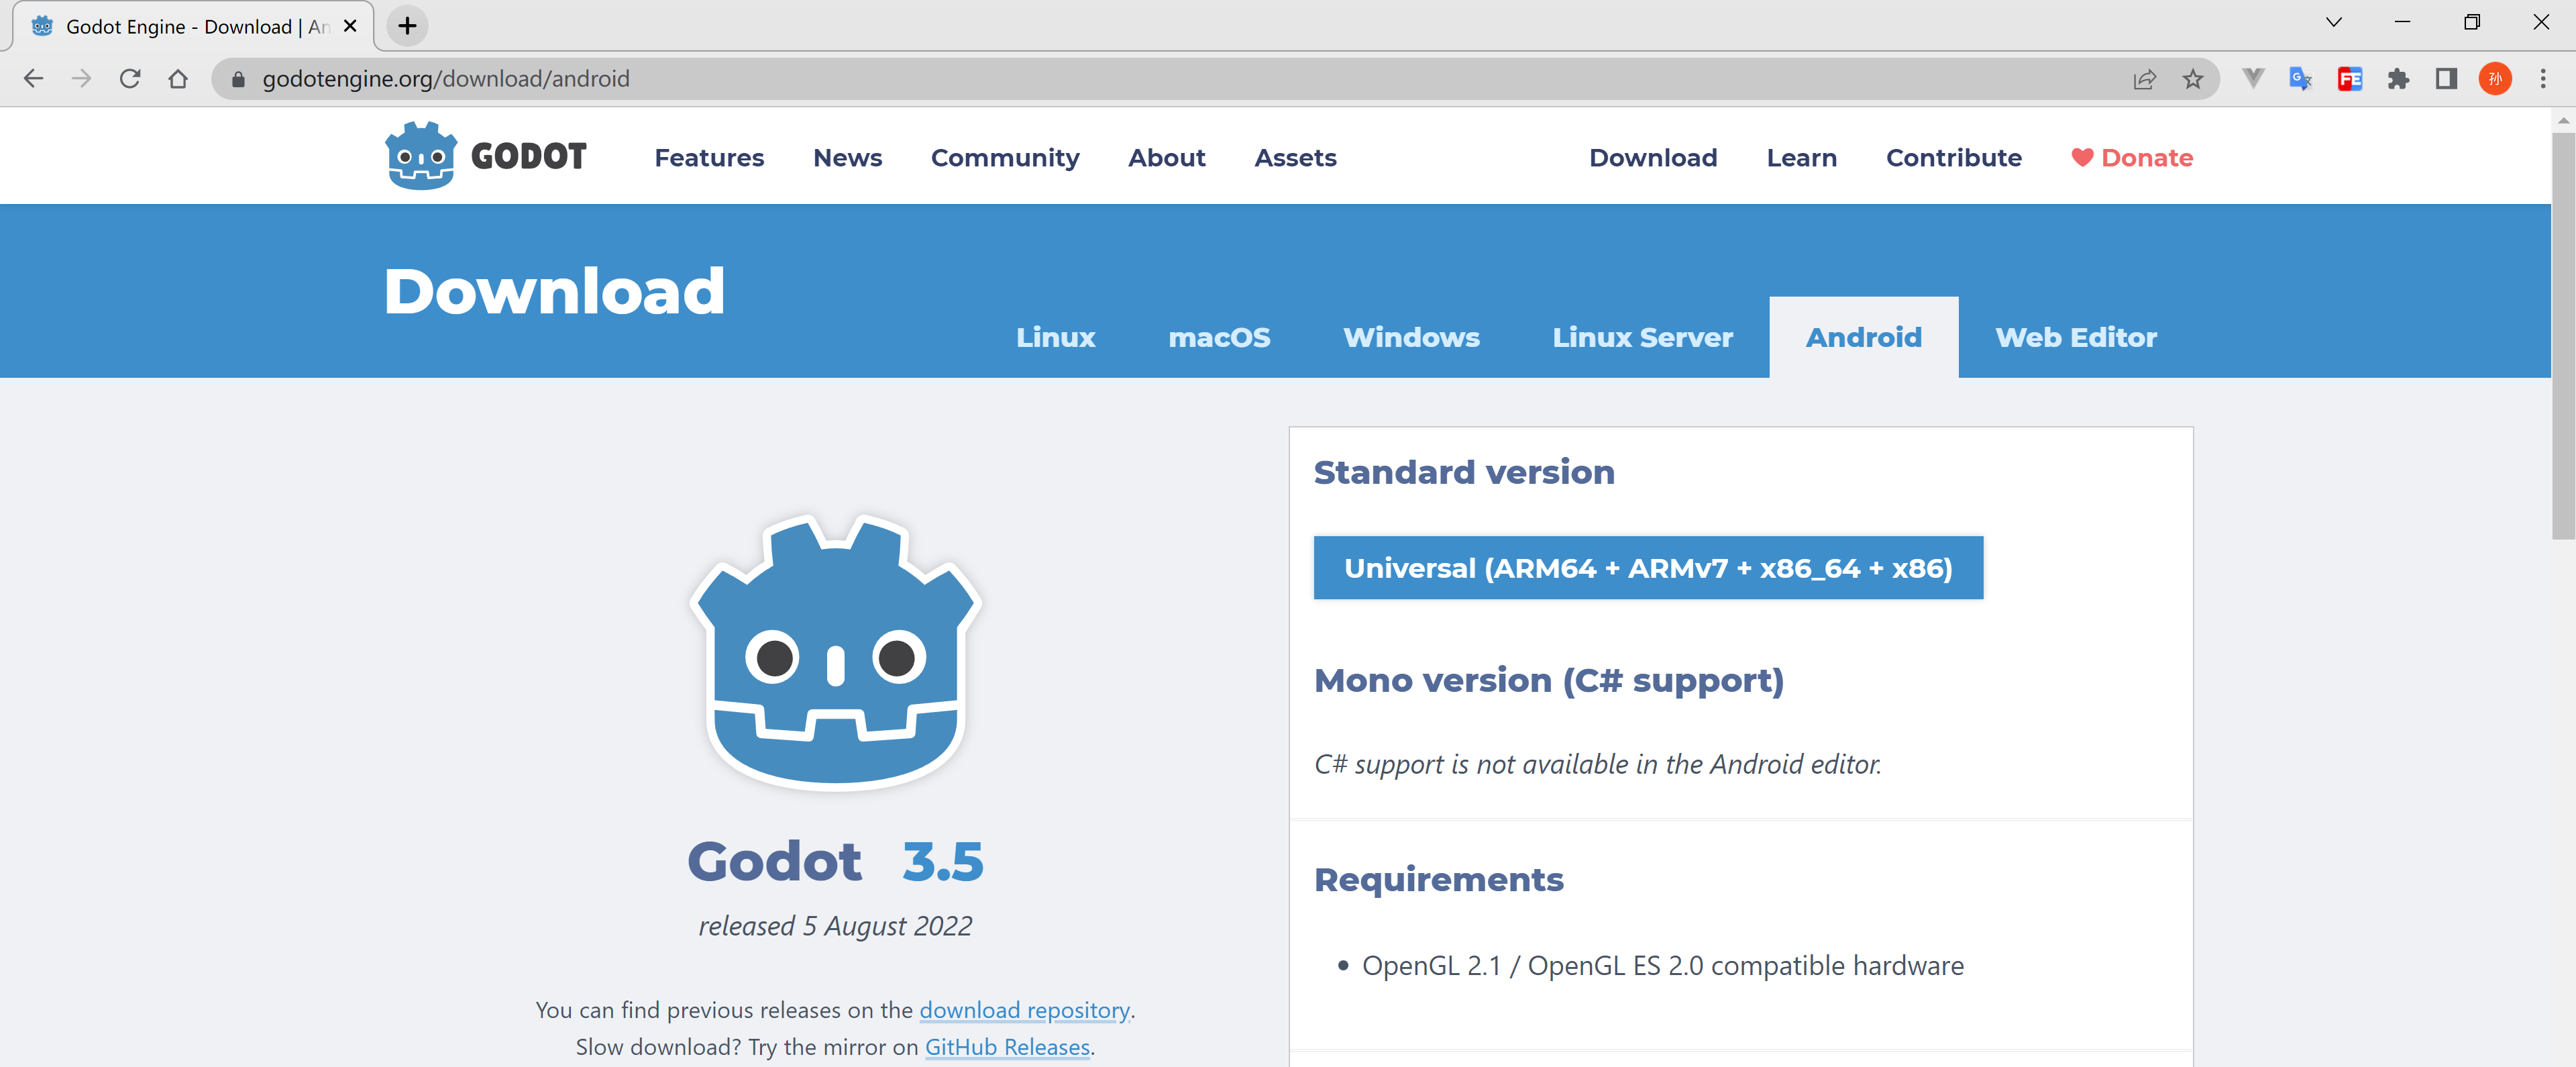 Godot Engine - Download | An
godotengine.org/download/android
孙
GODOT
Features
News
Community
About
Assets
Download
Learn
Contribute
Donate
Download
Linux
macOS
Windows
Linux Server
Android
Web Editor
Godot 3.5
released 5 August 2022
You can find previous releases on the download repository.
Slow download? Try the mirror on GitHub Releases.
Standard version
Universal (ARM64 + ARMv7 + x86_64 + x86)
Mono version (C# support)
C# support is not available in the Android editor.
Requirements
• OpenGL 2.1 / OpenGL ES 2.0 compatible hardware